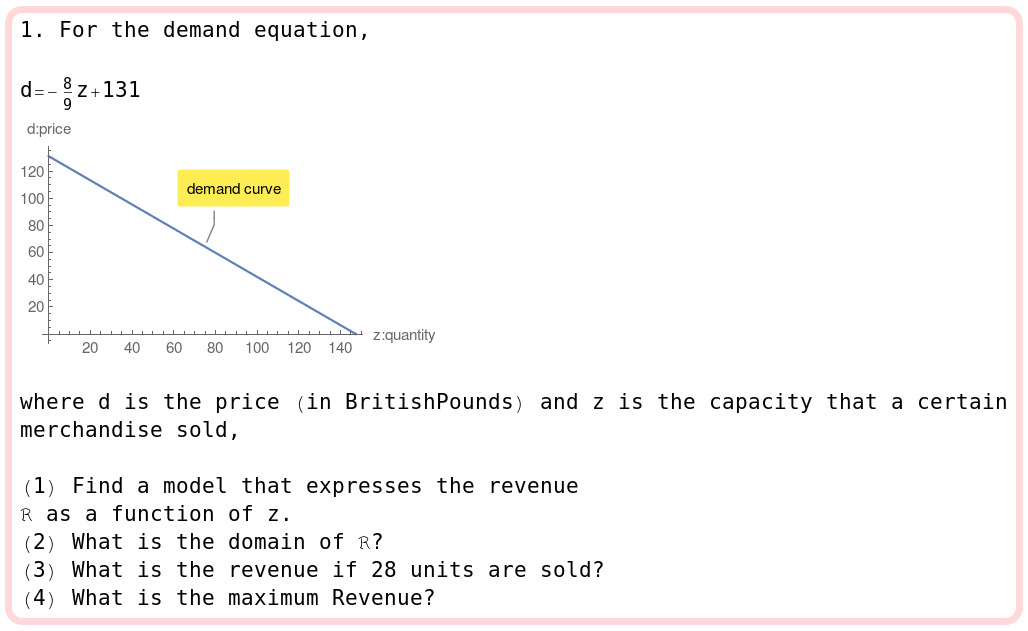 1. For the demand equation,
d=-8/9 z+131
d:price
120
100
80
60
40
20
demand curve
z:quantity
20 40 60 80 100 120 140
where d is the price (in BritishPounds) and z is the capacity that a certain
merchandise sold,
(1) Find a model that expresses the revenue
ℝ as a function of z.
(2) What is the domain of ℝ?
(3) What is the revenue if 28 units are sold?
(4) What is the maximum Revenue?